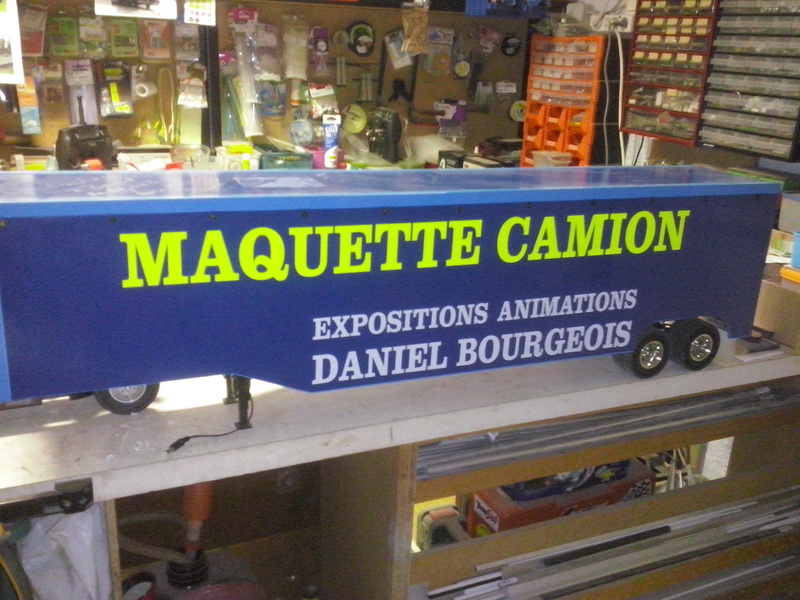 MAQUETTE CAMION
EXPOSITIONS ANIMATIONS
DANIEL BOURGEOIS